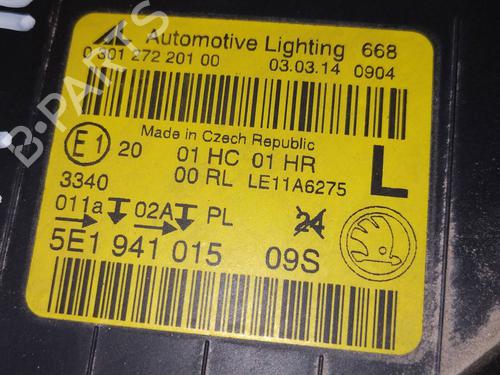 Automotive Lighting 668
0 301 272 201 00 03.03.14 0904
Made in Czech Republic
E1 20 01 HC 01 HR L
00 RL LE11A6275
3340
011a 02A PL 24
5E1 941 015 09S
B-PARTS